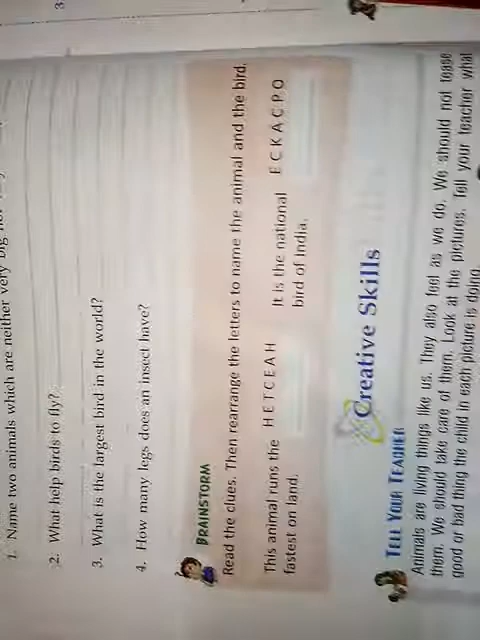 3.
1. Name two animals which are neither very big nor
2. What help birds to fly?
3. What is the largest bird in the world?
4. How many legs does an insect have?
BRAINSTORM
Read the clues. Then rearrange the letters to name the animal and the bird.
This animal runs the
fastest on land.
H E T C E A H
It is the national
bird of India.
E C K A C P O
Creative Skills
TELL YOUR TEACHER
Animals are living things like us. They also feel as we do. We should not tease
them. We should take care of them. Look at the pictures. Tell your teacher what
good or bad thing the child in each picture is doing.